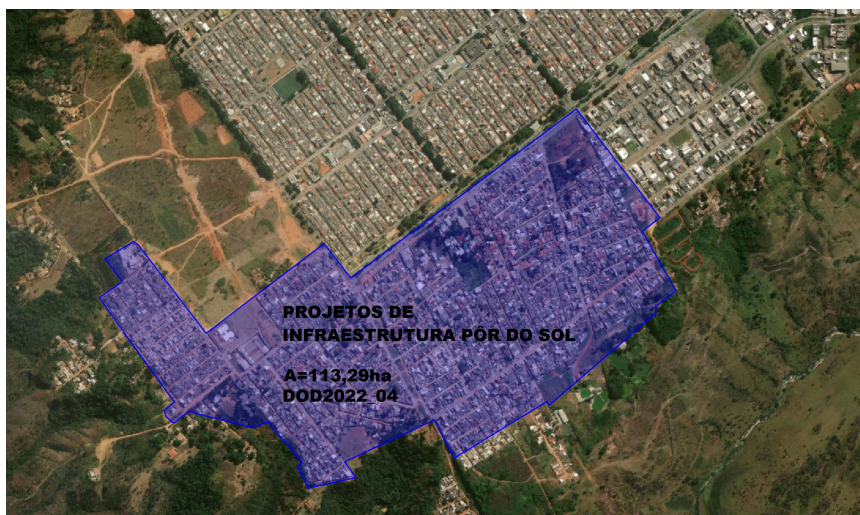 PROJETOS DE
INFRAESTRUTURA PÔR DO SOL
A=113,29ha
DOD2022_04